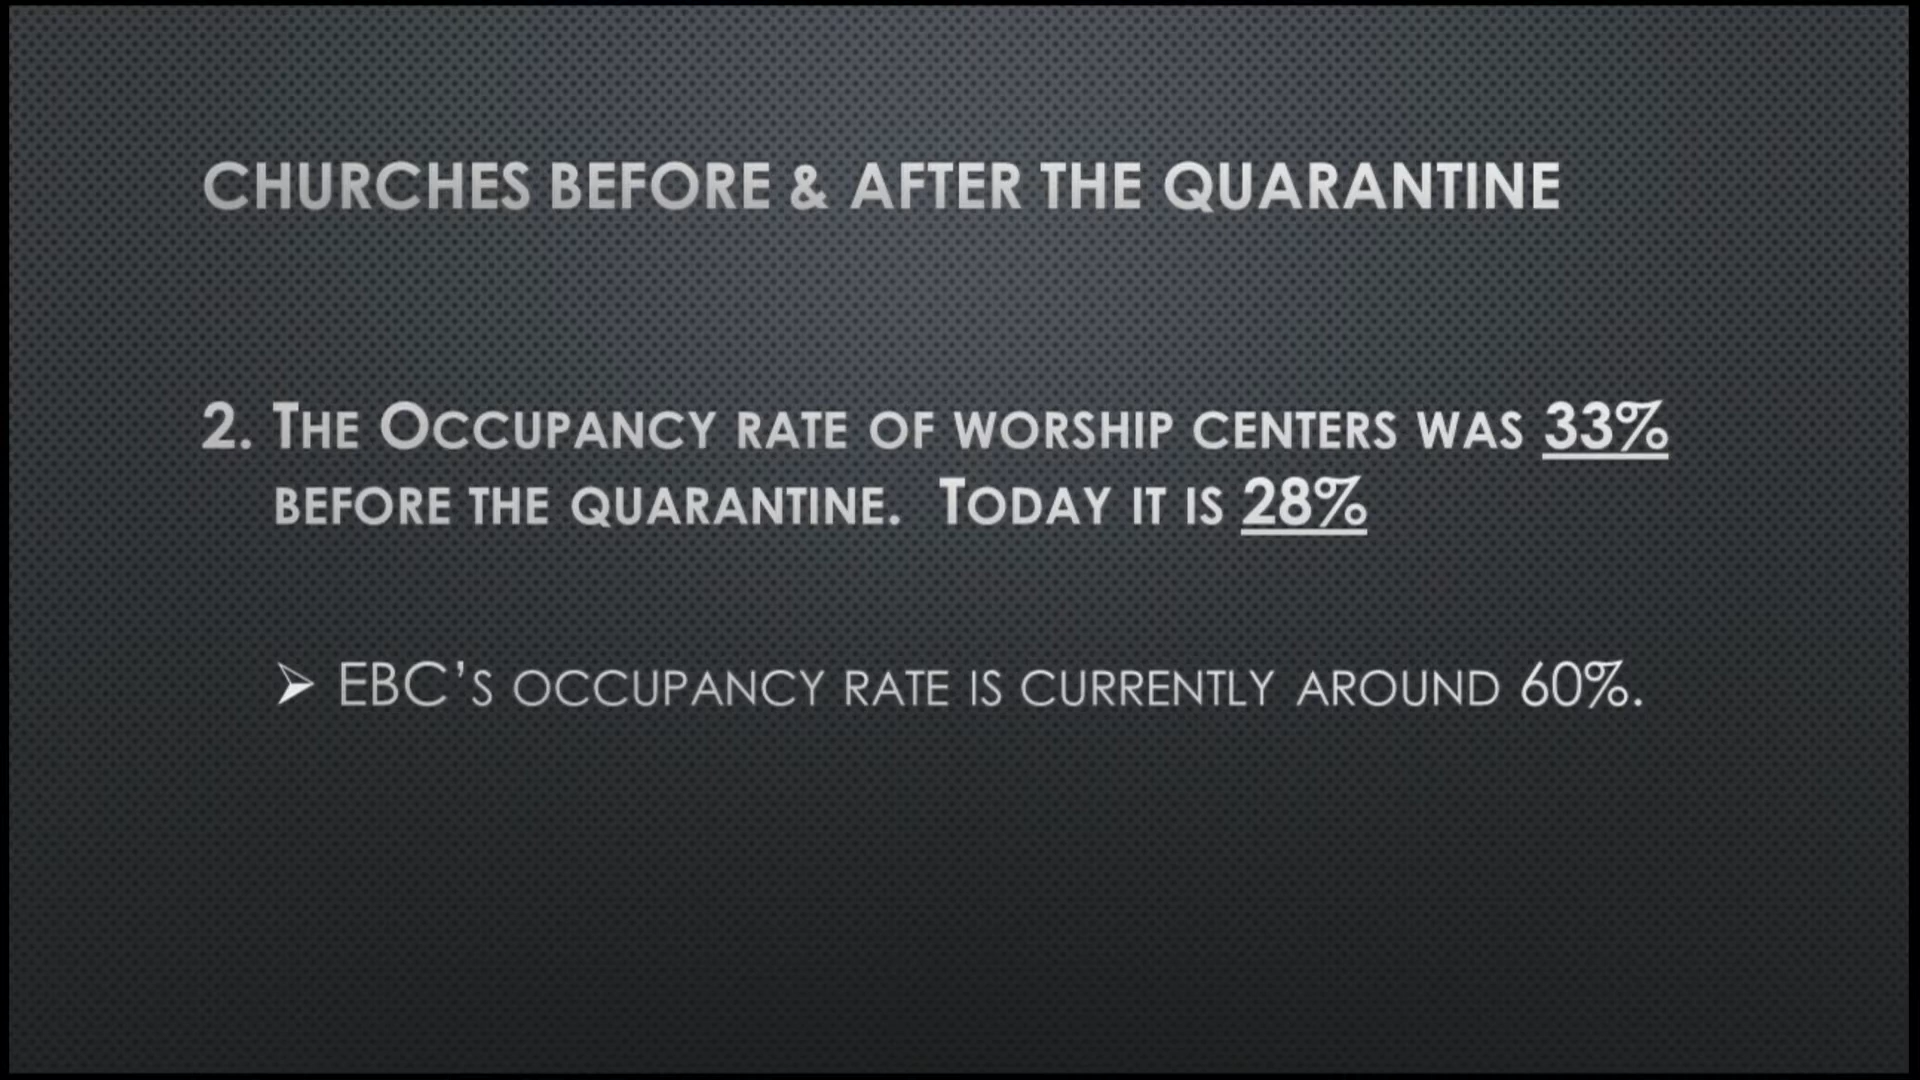 CHURCHES BEFORE & AFTER THE QUARANTINE
2. THE OCCUPANCY RATE OF WORSHIP CENTERS WAS 33%
BEFORE THE QUARANTINE. TODAY IT IS 28%
➢ EBC'S OCCUPANCY RATE IS CURRENTLY AROUND 60%.